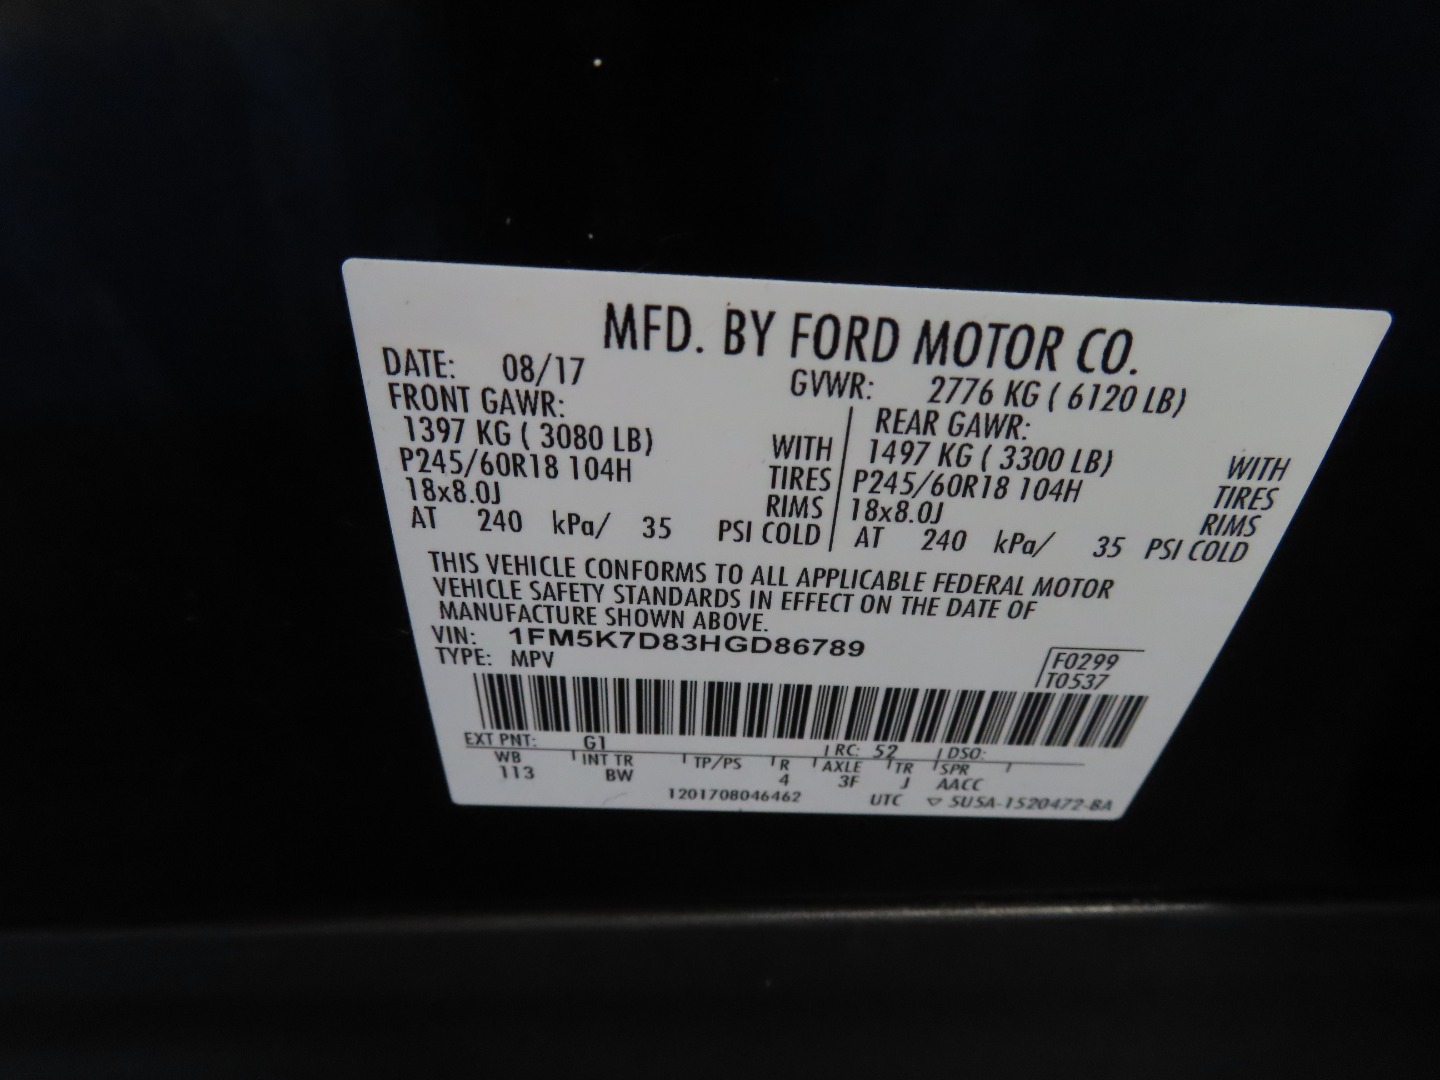 MFD. BY FORD MOTOR CO.
DATE: 08/17 GVWR: 2776 KG ( 6120 LB)
FRONT GAWR: REAR GAWR:
1397 KG ( 3080 LB) WITH 1497 KG ( 3300 LB) WITH
P245/60R18 104H TIRES P245/60R18 104H TIRES
18x8.0J RIMS 18x8.0J RIMS
AT 240 kPa/ 35 PSI COLD AT 240 kPa/ 35 PSI COLD
THIS VEHICLE CONFORMS TO ALL APPLICABLE FEDERAL MOTOR
VEHICLE SAFETY STANDARDS IN EFFECT ON THE DATE OF
MANUFACTURE SHOWN ABOVE.
VIN: 1FM5K7D83HGD86789
TYPE: MPV
F0299
T0537
EXT PNT: G1 RC: 52 DSO:
WB INT TR TP/PS R AXLE TR SPR
113 BW 4 3F J AACC
1201708046462 UTC ▽ 5U5A-1520472-BA